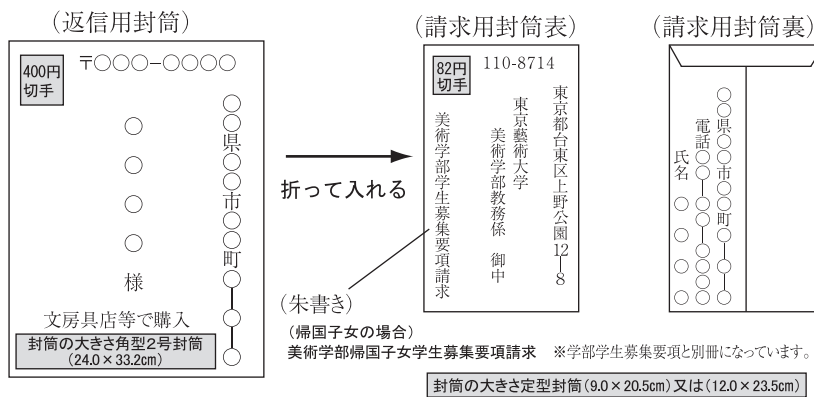 （返信用封筒）
400円
切手
〒○○○−○○○○
○○県○○市○○町○−○−○
○○○○様
文房具店等で購入
封筒の大きさ角型2号封筒
（24.0×33.2cm）
折って入れる
（請求用封筒表）
82円
切手
110-8714
東京都台東区上野公園12−8
東京藝術大学
美術学部教務係　御中
美術学部学生募集要項請求
（朱書き）
（帰国子女の場合）
美術学部帰国子女学生募集要項請求　※学部学生募集要項と別冊になっています。
（請求用封筒裏）
○○県○○市○○町○−○−○
電話○○−○○○−○○○○
氏名　○○○○
封筒の大きさ定型封筒（9.0×20.5cm）又は（12.0×23.5cm）